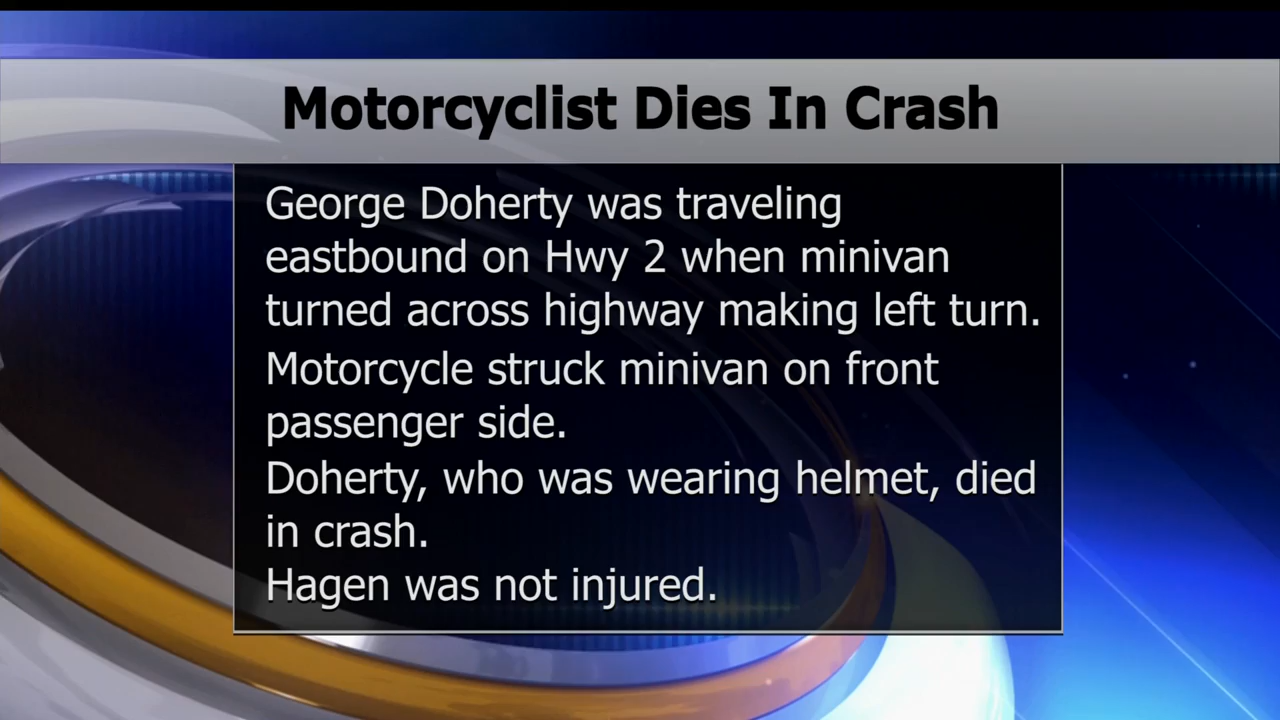 Motorcyclist Dies In Crash
George Doherty was traveling
eastbound on Hwy 2 when minivan
turned across highway making left turn.
Motorcycle struck minivan on front
passenger side.
Doherty, who was wearing helmet, died
in crash.
Hagen was not injured.